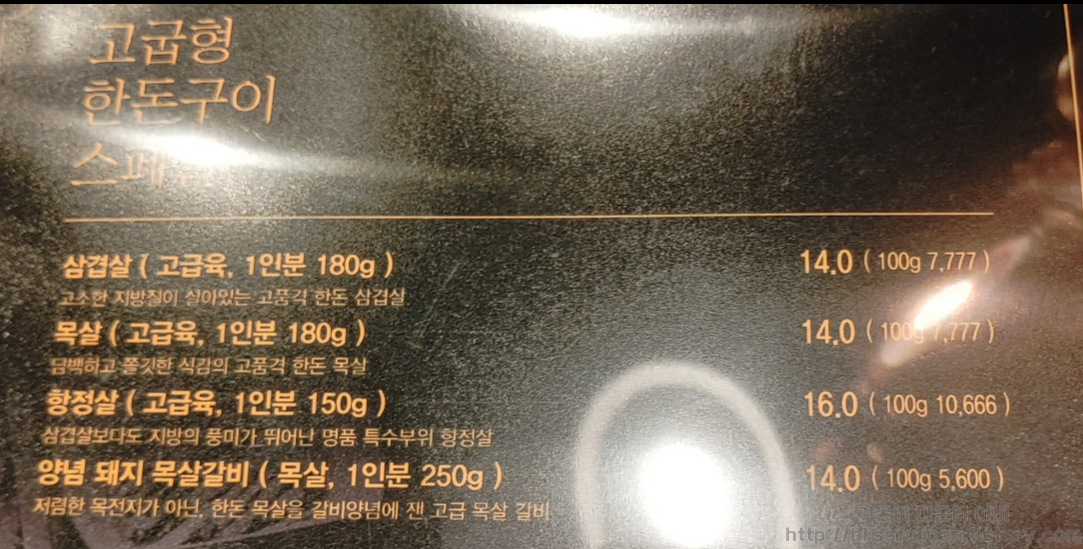 고급형
한돈구이
스페
삼겹살 ( 고급육, 1인분 180g ) 14.0 ( 100g 7,777 )
고소한 지방질이 살아있는 고품격 한돈 삼겹살
목살 ( 고급육, 1인분 180g ) 14.0 ( 100g 7,777 )
담백하고 쫄깃한 식감의 고품격 한돈 목살
항정살 ( 고급육, 1인분 150g ) 16.0 ( 100g 10,666 )
삼겹살보다도 지방의 풍미가 뛰어난 명품 특수부위 항정살
양념 돼지 목살갈비 ( 목살, 1인분 250g ) 14.0 ( 100g 5,600 )
저렴한 목전지가 아닌, 한돈 목살을 갈비양념에 잰 고급 목살 갈비